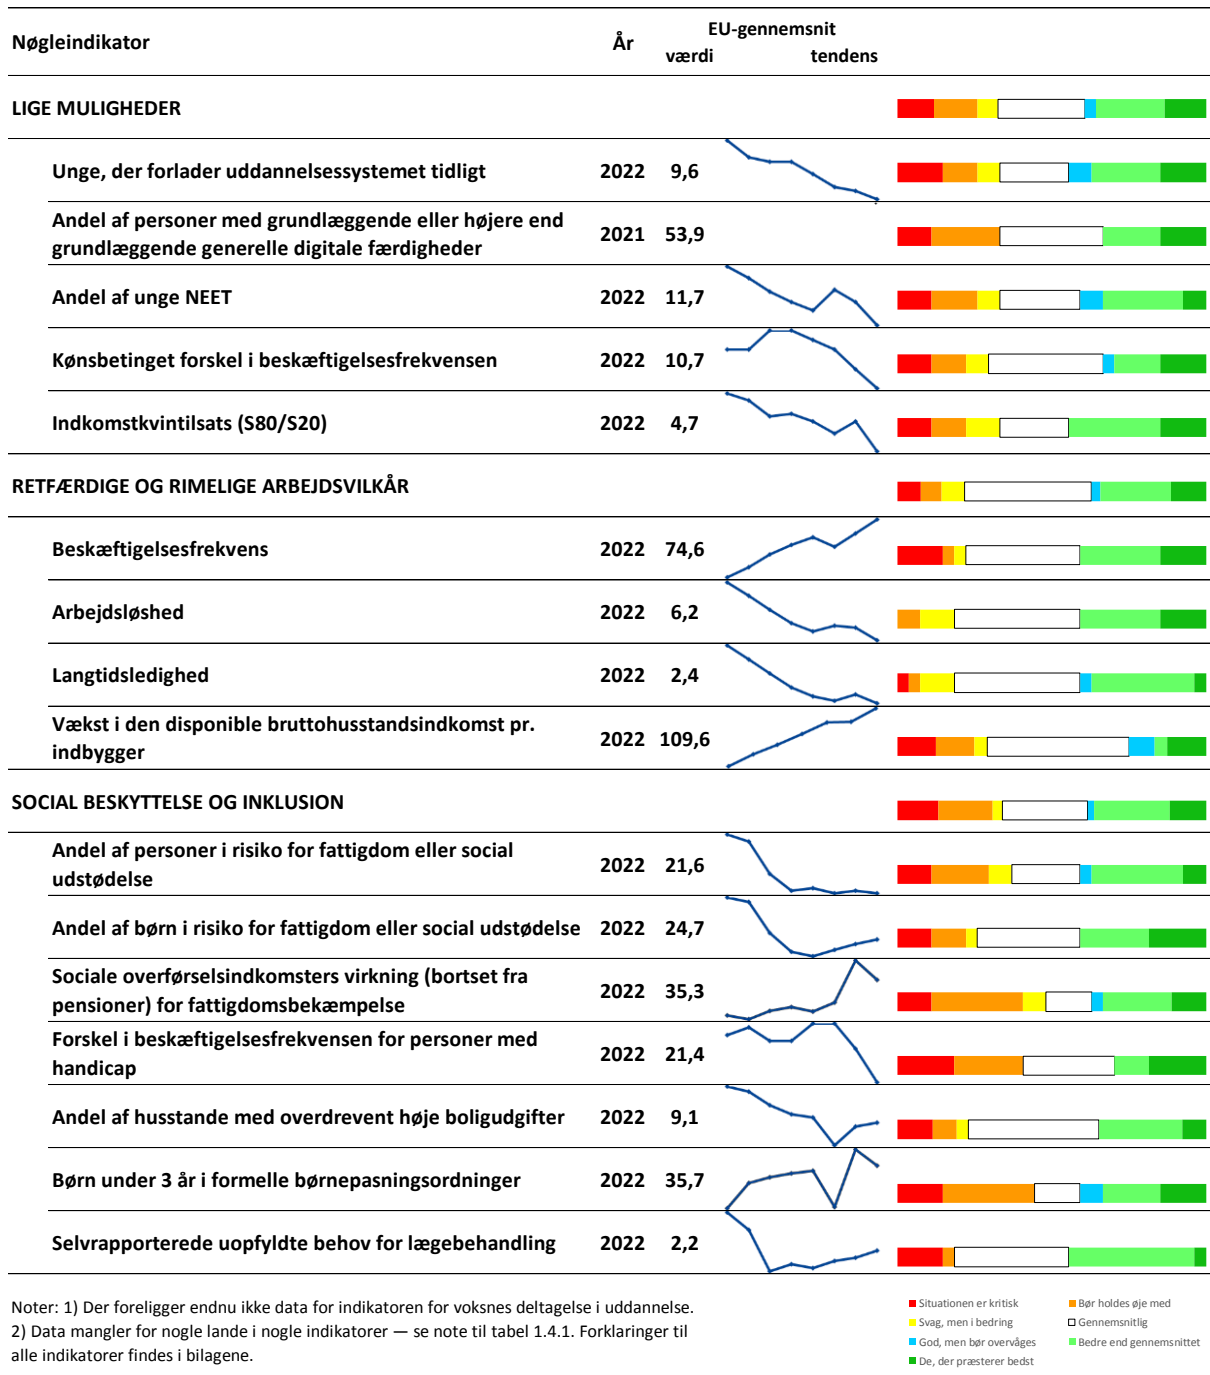 Nøgleindikator
År
EU-gennemsnit
værdi
tendens
LIGE MULIGHEDER
Unge, der forlader uddannelsessystemet tidligt 2022 9,6
Andel af personer med grundlæggende eller højere end
grundlæggende generelle digitale færdigheder 2021 53,9
Andel af unge NEET 2022 11,7
Kønsbetinget forskel i beskæftigelsesfrekvensen 2022 10,7
Indkomstkvintilsats (S80/S20) 2022 4,7
RETFÆRDIGE OG RIMELIGE ARBEJDSVILKÅR
Beskæftigelsesfrekvens 2022 74,6
Arbejdsløshed 2022 6,2
Langtidsledighed 2022 2,4
Vækst i den disponible bruttohusstandsindkomst pr.
indbygger 2022 109,6
SOCIAL BESKYTTELSE OG INKLUSION
Andel af personer i risiko for fattigdom eller social
udstødelse 2022 21,6
Andel af børn i risiko for fattigdom eller social udstødelse 2022 24,7
Sociale overførselsindkomsters virkning (bortset fra
pensioner) for fattigdomsbekæmpelse 2022 35,3
Forskel i beskæftigelsesfrekvensen for personer med
handicap 2022 21,4
Andel af husstande med overdrevent høje boligudgifter 2022 9,1
Børn under 3 år i formelle børnepasningsordninger 2022 35,7
Selvrapporterede uopfyldte behov for lægebehandling 2022 2,2
Noter: 1) Der foreligger endnu ikke data for indikatoren for voksnes deltagelse i uddannelse.
2) Data mangler for nogle lande i nogle indikatorer — se note til tabel 1.4.1. Forklaringer til
alle indikatorer findes i bilagene.
Situationen er kritisk Bør holdes øje med
Svag, men i bedring Gennemsnitlig
God, men bør overvåges Bedre end gennemsnittet
De, der præsterer bedst